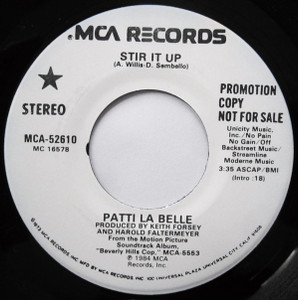 MCA RECORDS
STIR IT UP
(A. Willis-D. Sembello)
STEREO
MCA-52610
MC 16578
PROMOTION
COPY
NOT FOR SALE
Unicity Music,
Inc./No Pain
No Gain/Off
Backstreet Music/
Streamline
Moderne Music
3:35 ASCAP/BMI
(Intro :18)
PATTI LA BELLE
PRODUCED BY KEITH FORSEY
AND HAROLD FALTERMEYER
From the Motion Picture
Soundtrack Album,
"Beverly Hills Cop," MCA-5553
℗ 1984 MCA
Records, Inc.